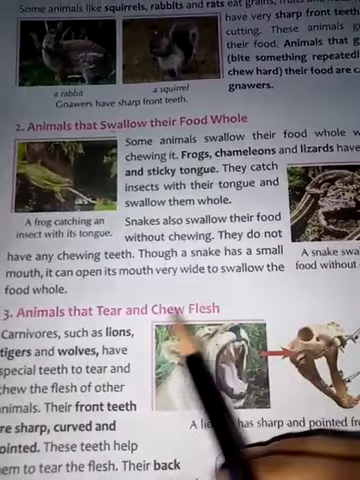 Some animals like squirrels, rabbits and rats eat grains, fruits and
have very sharp front teeth
cutting. These animals g
their food. Animals that g
(bite something repeatedl
chew hard) their food are c
gnawers.
a rabbit
a squirrel
Gnawers have sharp front teeth.
2. Animals that Swallow their Food Whole
Some animals swallow their food whole w
chewing it. Frogs, chameleons and lizards have
and sticky tongue. They catch
insects with their tongue and
swallow them whole.
A frog catching an
insect with its tongue.
Snakes also swallow their food
without chewing. They do not
have any chewing teeth. Though a snake has a small
mouth, it can open its mouth very wide to swallow the
food whole.
A snake swa
food without
3. Animals that Tear and Chew Flesh
Carnivores, such as lions,
tigers and wolves, have
special teeth to tear and
chew the flesh of other
animals. Their front teeth
re sharp, curved and
ointed. These teeth help
em to tear the flesh. Their back
A li has sharp and pointed fro